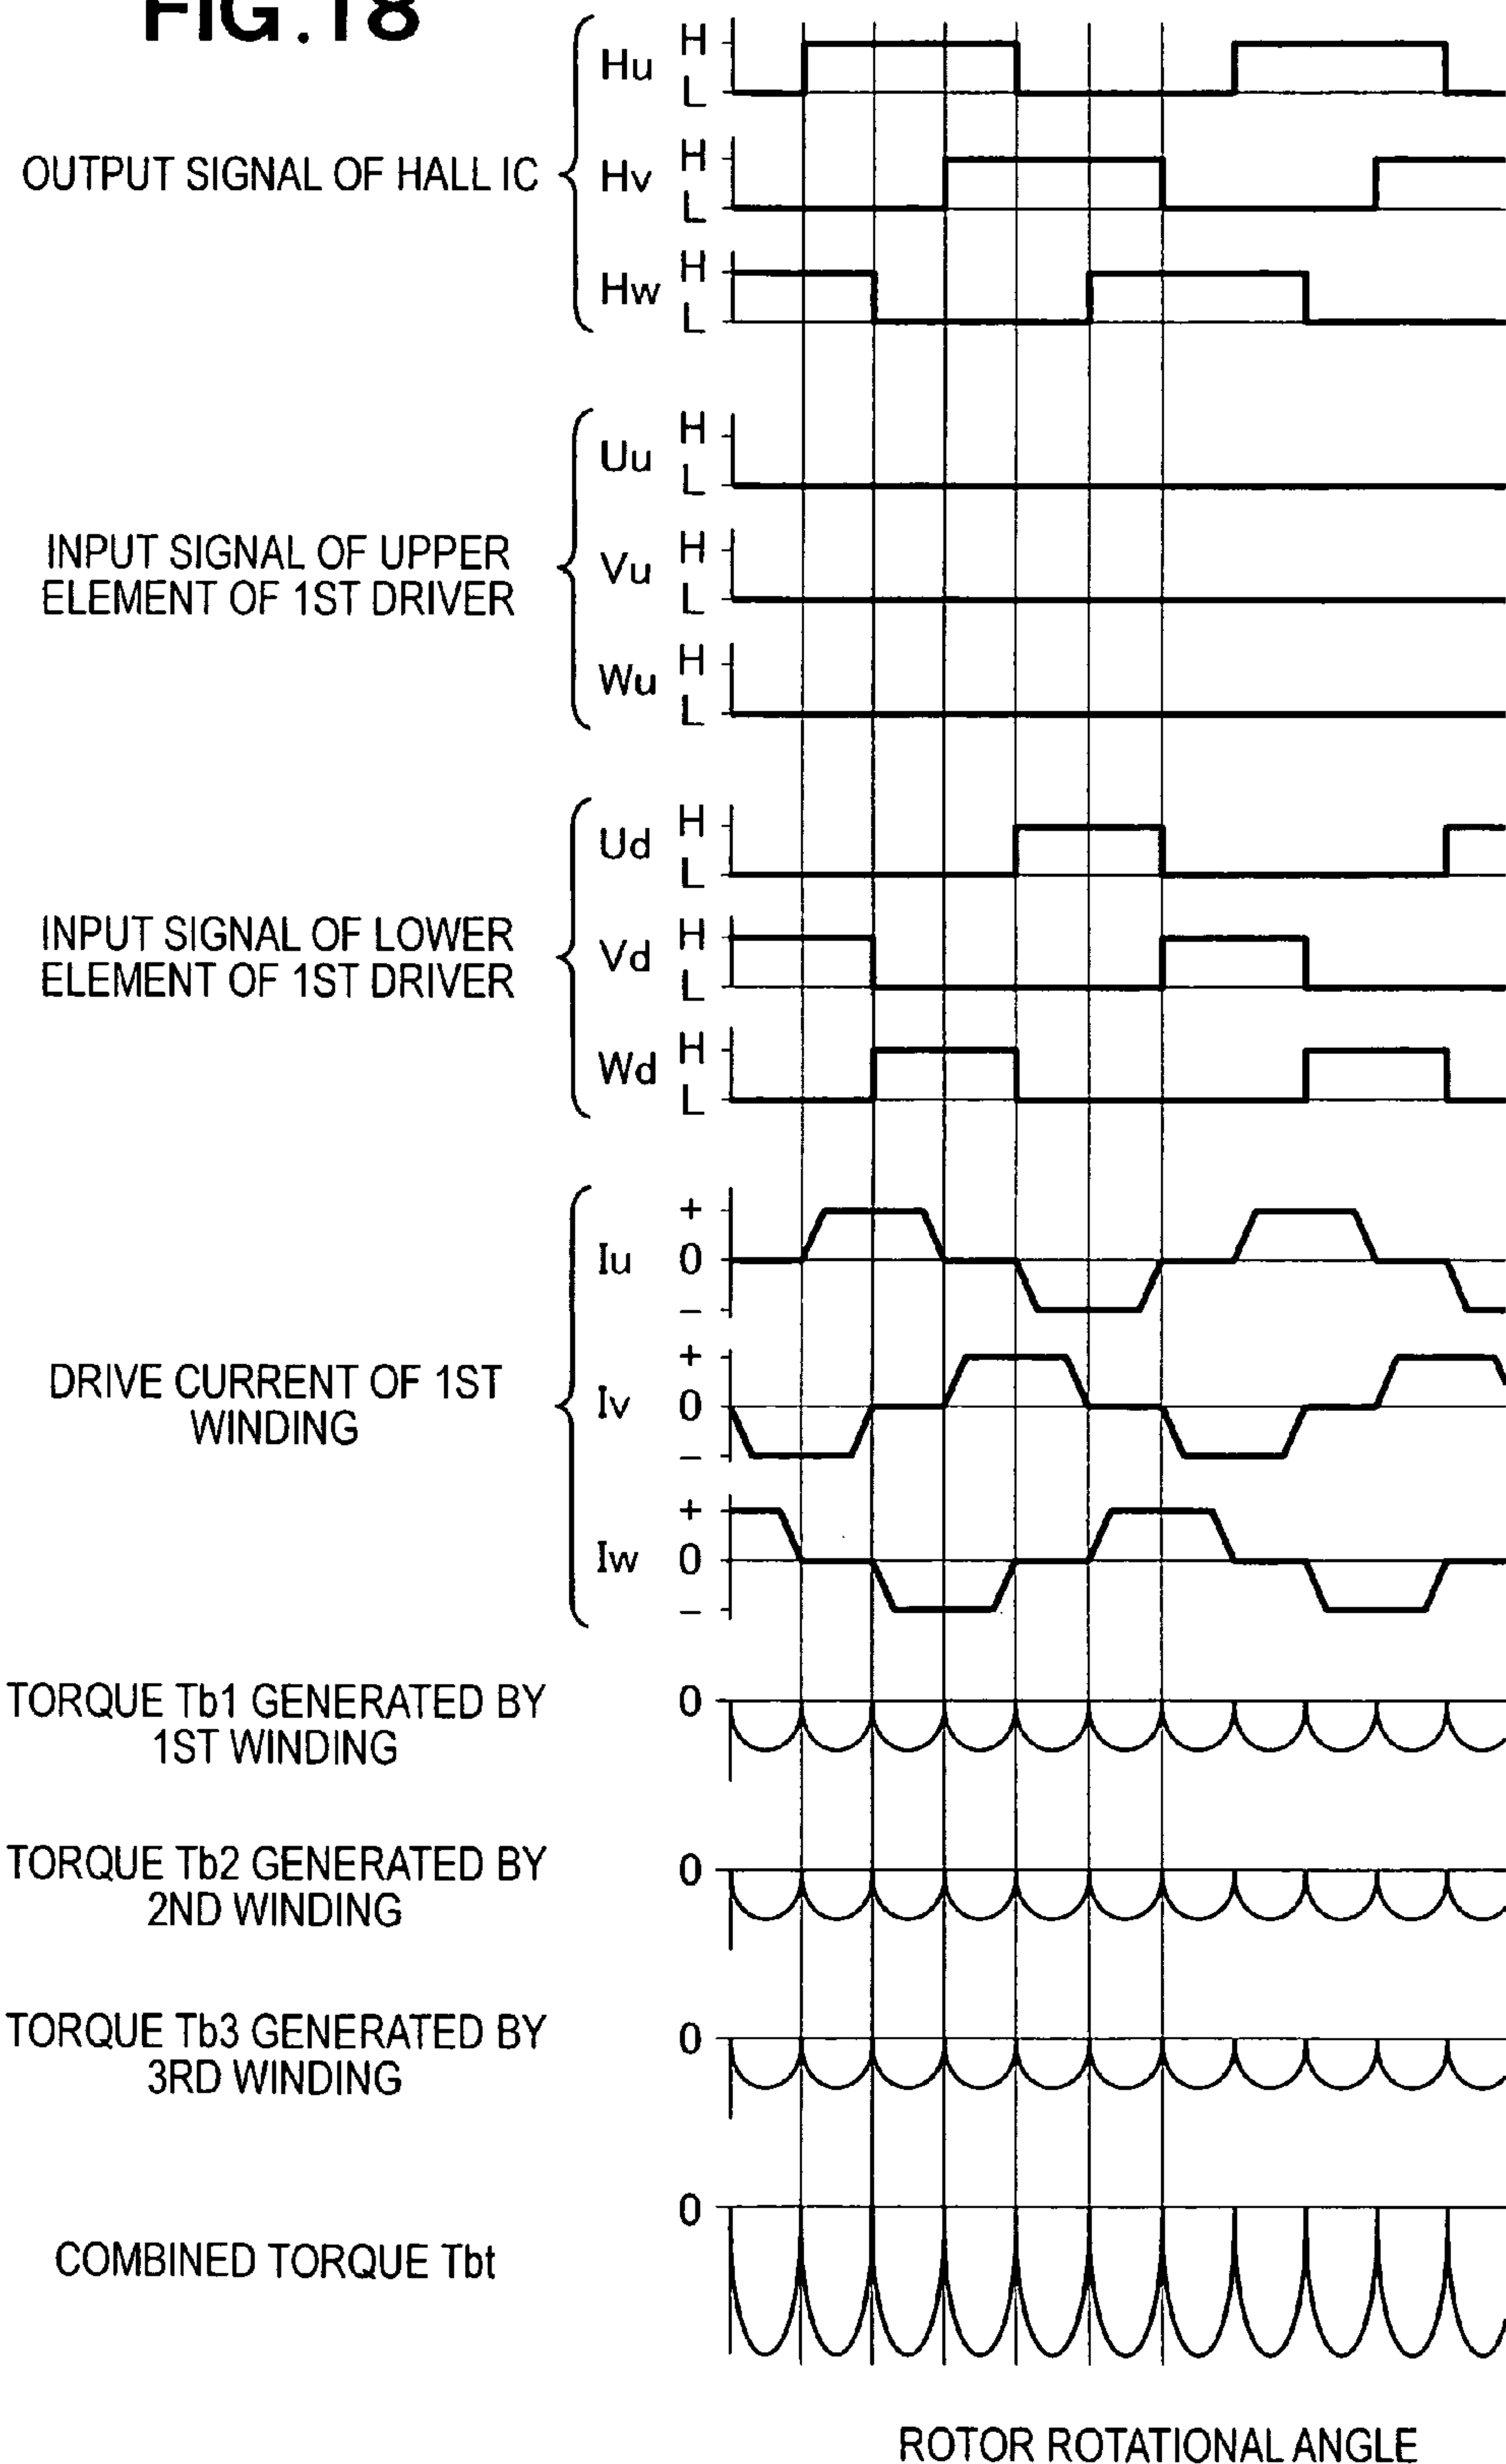 FIG.18
OUTPUT SIGNAL OF HALL IC
Hu H
L
Hv H
L
Hw H
L
INPUT SIGNAL OF UPPER
ELEMENT OF 1ST DRIVER
Uu H
L
Vu H
L
Wu H
L
INPUT SIGNAL OF LOWER
ELEMENT OF 1ST DRIVER
Ud H
L
Vd H
L
Wd H
L
DRIVE CURRENT OF 1ST
WINDING
Iu
+
0
−
Iv
+
0
−
Iw
+
0
−
TORQUE Tb1 GENERATED BY
1ST WINDING
0
TORQUE Tb2 GENERATED BY
2ND WINDING
0
TORQUE Tb3 GENERATED BY
3RD WINDING
0
COMBINED TORQUE Tbt
0
ROTOR ROTATIONAL ANGLE